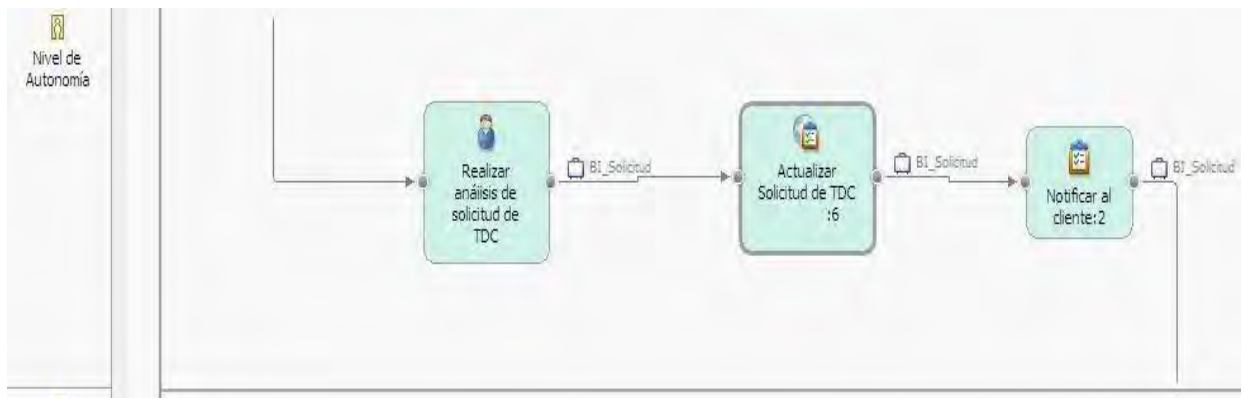 Nivel de
Autonomía
Realizar
análisis de
solicitud de
TDC
BI_Solicitud
Actualizar
Solicitud de TDC
:6
BI_Solicitud
Notificar al
cliente:2
BI_Solicitud